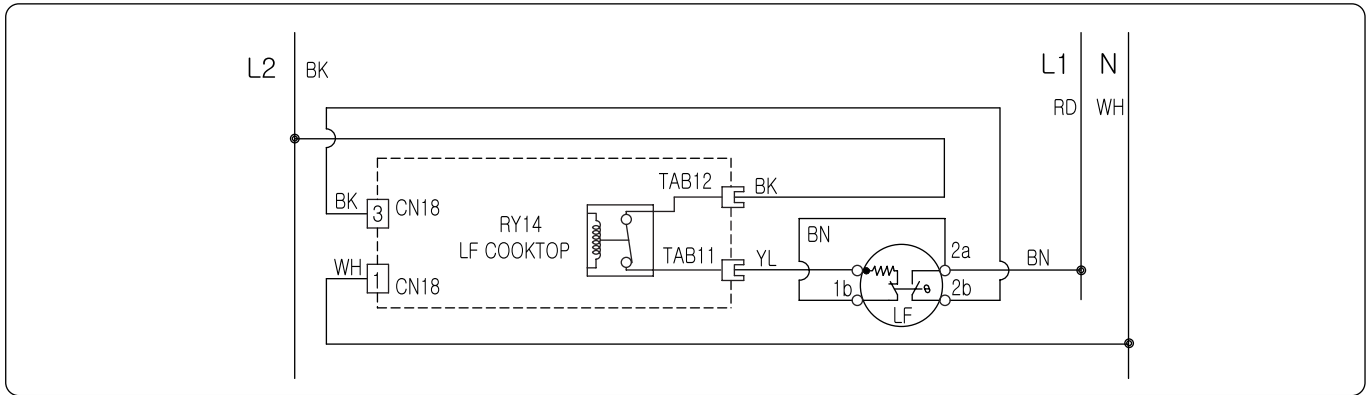 L2
BK
L1
N
RD
WH
BK
3
CN18
WH
1
CN18
RY14
LF COOKTOP
TAB12
BK
TAB11
YL
BN
2a
BN
1b
2b
θ
LF